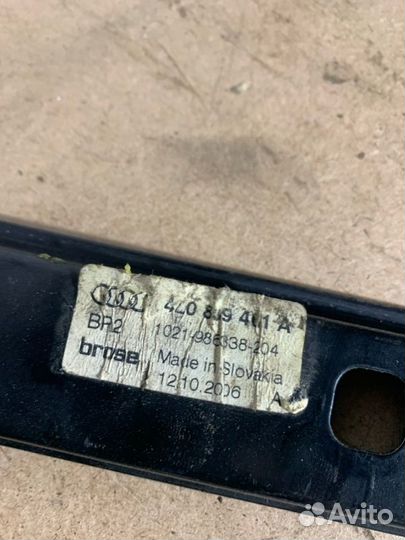 4L0 839 461 A
BR2 1021-986338-204
brose Made in Slovakia
12.10.2006 A
Avito